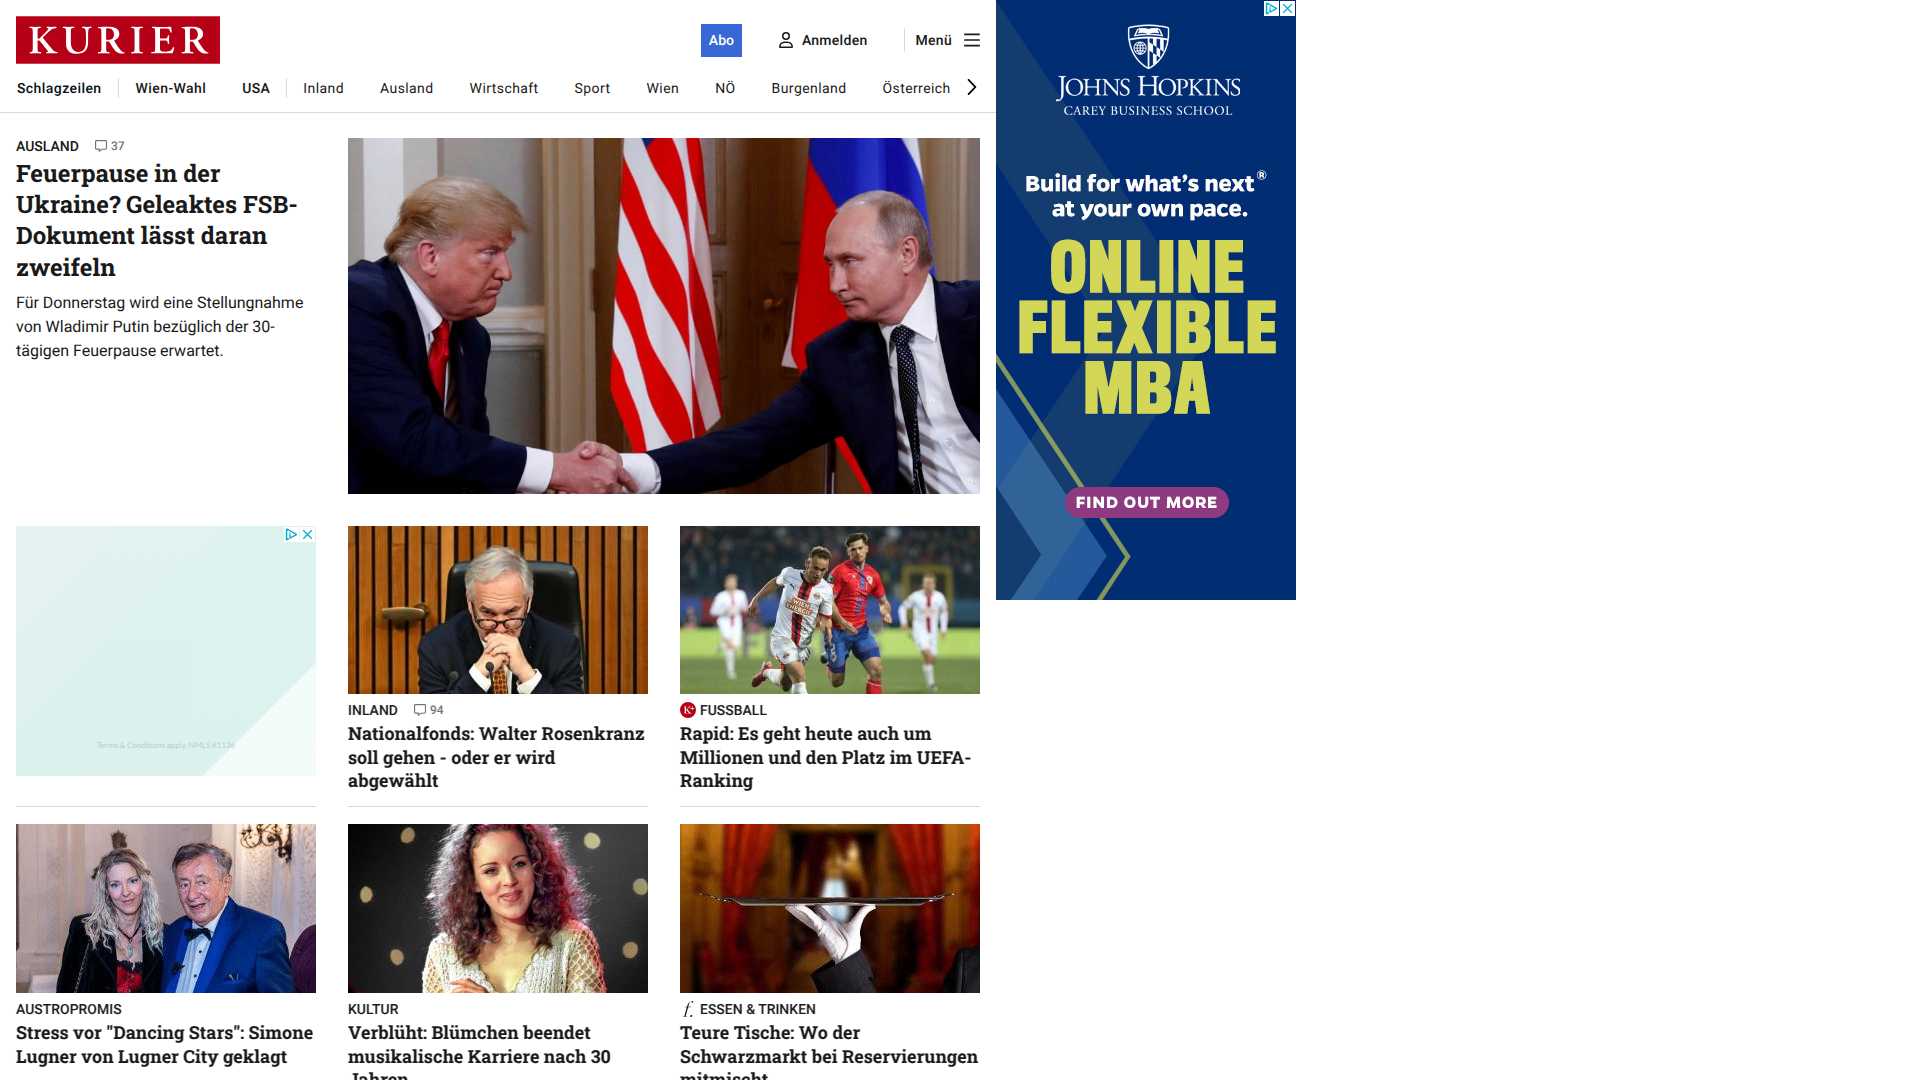 KURIER
Abo
Anmelden
Menü
Schlagzeilen
Wien-Wahl
USA
Inland
Ausland
Wirtschaft
Sport
Wien
NÖ
Burgenland
Österreich
AUSLAND 37
Feuerpause in der
Ukraine? Geleaktes FSB-
Dokument lässt daran
zweifeln
Für Donnerstag wird eine Stellungnahme
von Wladimir Putin bezüglich der 30-
tägigen Feuerpause erwartet.
JOHNS HOPKINS
CAREY BUSINESS SCHOOL
Build for what's next®
at your own pace.
ONLINE
FLEXIBLE
MBA
FIND OUT MORE
Terms & Conditions apply. NMLS#1136
INLAND 94
Nationalfonds: Walter Rosenkranz
soll gehen - oder er wird
abgewählt
WIEN ENERGIE
K+ FUSSBALL
Rapid: Es geht heute auch um
Millionen und den Platz im UEFA-
Ranking
AUSTROPROMIS
Stress vor "Dancing Stars": Simone
Lugner von Lugner City geklagt
KULTUR
Verblüht: Blümchen beendet
musikalische Karriere nach 30
Jahren
f. ESSEN & TRINKEN
Teure Tische: Wo der
Schwarzmarkt bei Reservierungen
mitmischt